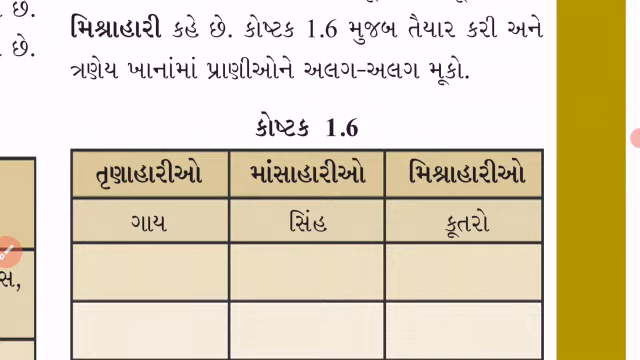 છે.
છે.
મિશ્રાહારી કહે છે. કોષ્ટક 1.6 મુજબ તૈયાર કરી અને
ત્રણેય ખાનાંમાં પ્રાણીઓને અલગ-અલગ મૂકો.
કોષ્ટક 1.6
તૃણાહારીઓ માંસાહારીઓ મિશ્રાહારીઓ
ગાય સિંહ કૂતરો